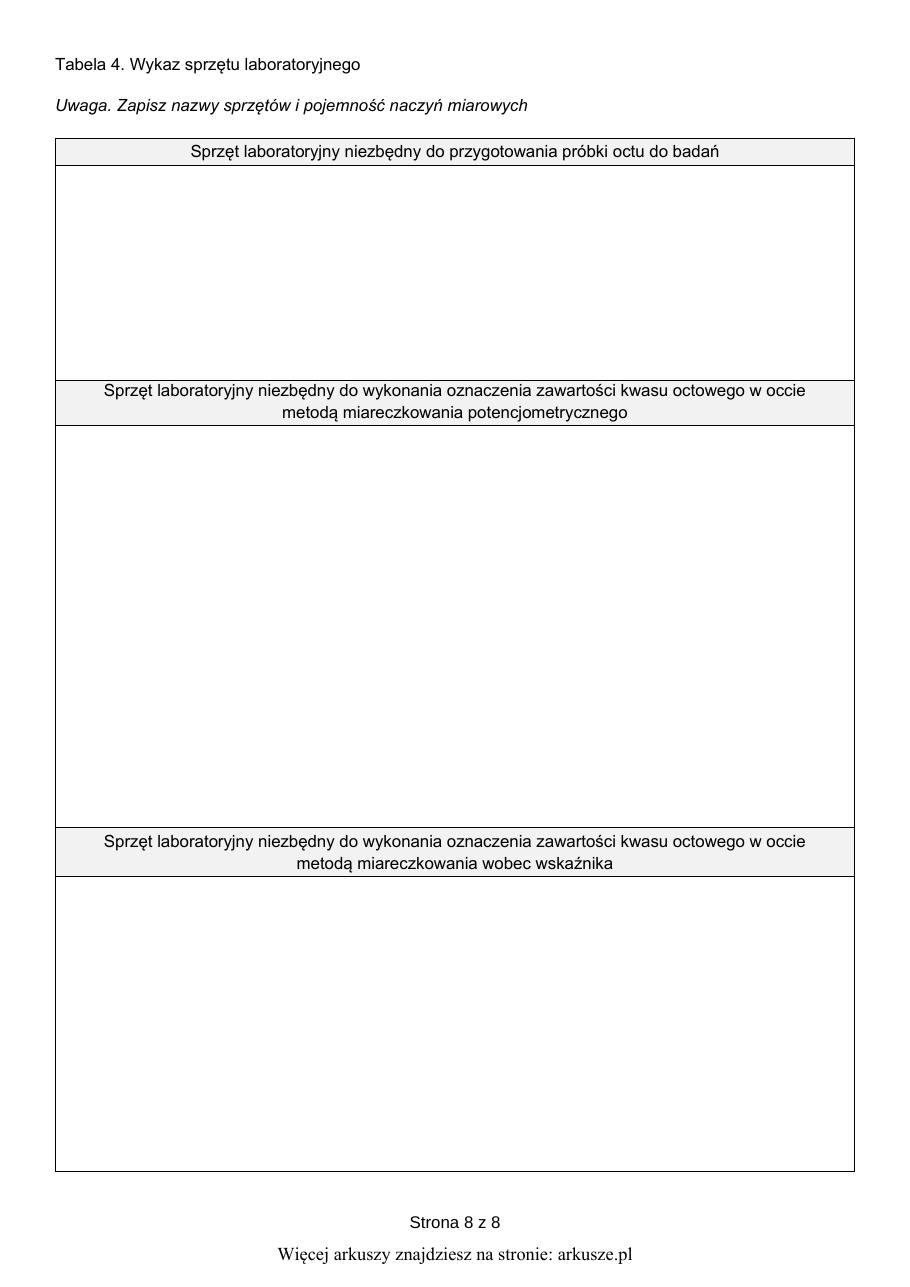 Tabela 4. Wykaz sprzętu laboratoryjnego
Uwaga. Zapisz nazwy sprzętów i pojemność naczyń miarowych
Sprzęt laboratoryjny niezbędny do przygotowania próbki octu do badań
Sprzęt laboratoryjny niezbędny do wykonania oznaczenia zawartości kwasu octowego w occie
metodą miareczkowania potencjometrycznego
Sprzęt laboratoryjny niezbędny do wykonania oznaczenia zawartości kwasu octowego w occie
metodą miareczkowania wobec wskaźnika
Strona 8 z 8
Więcej arkuszy znajdziesz na stronie: arkusze.pl